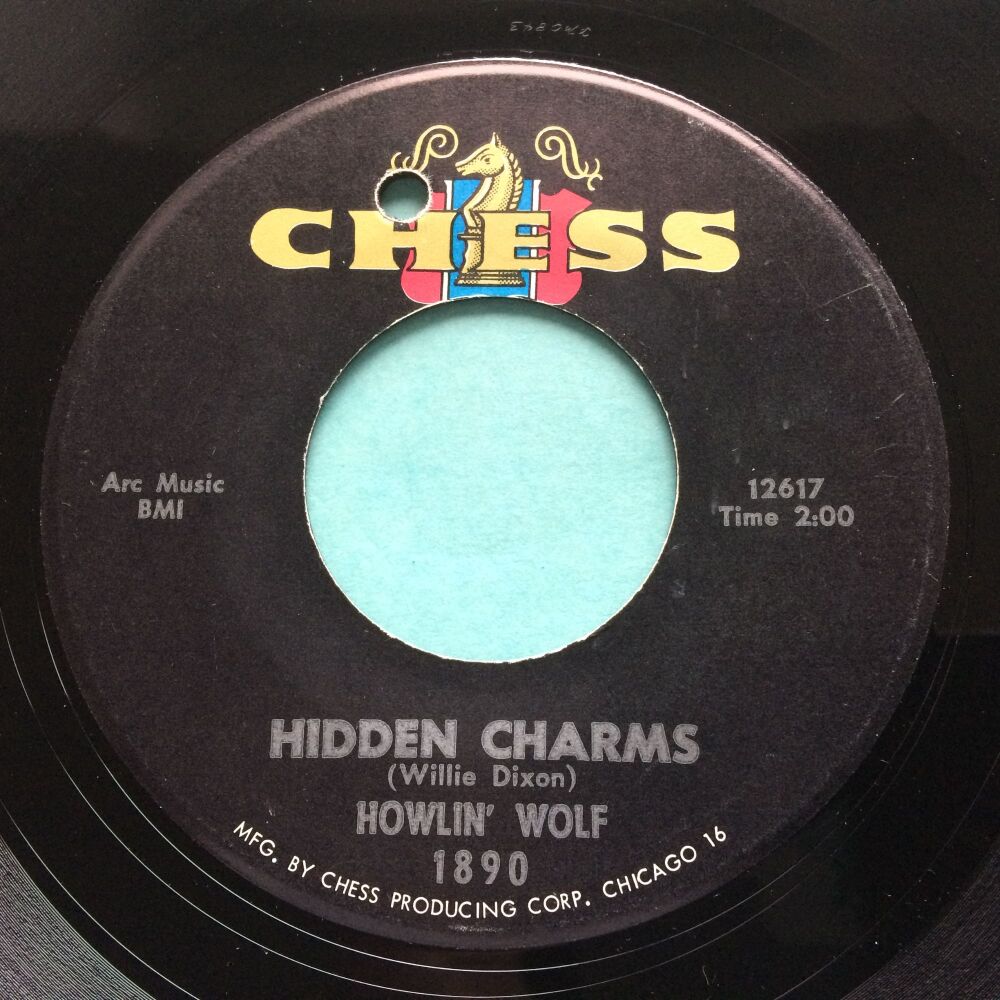 CHESS
Arc Music
BMI
12617
Time 2:00
HIDDEN CHARMS
(Willie Dixon)
HOWLIN' WOLF
1890
MFG. BY CHESS PRODUCING CORP. CHICAGO 16